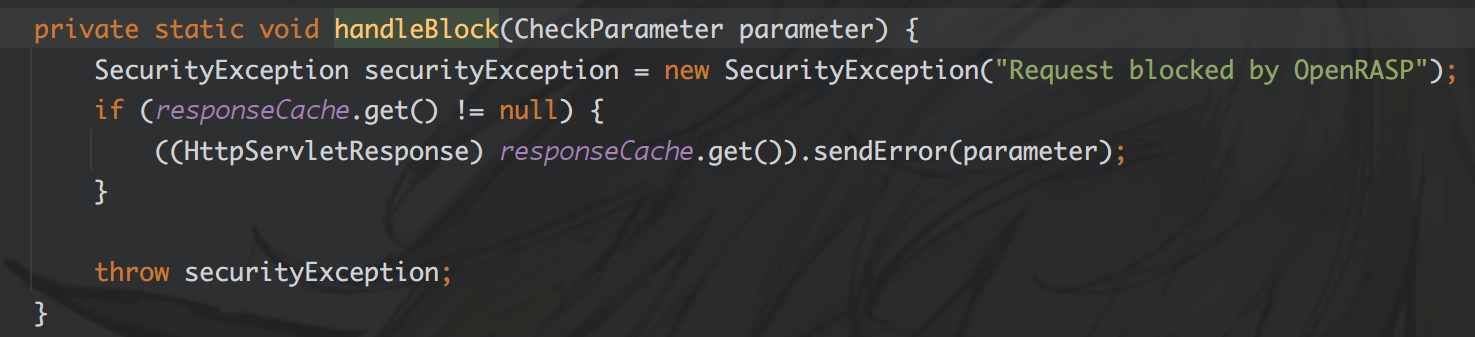 private static void handleBlock(CheckParameter parameter) {
SecurityException securityException = new SecurityException("Request blocked by OpenRASP");
if (responseCache.get() != null) {
((HttpServletResponse) responseCache.get()).sendError(parameter);
}
throw securityException;
}